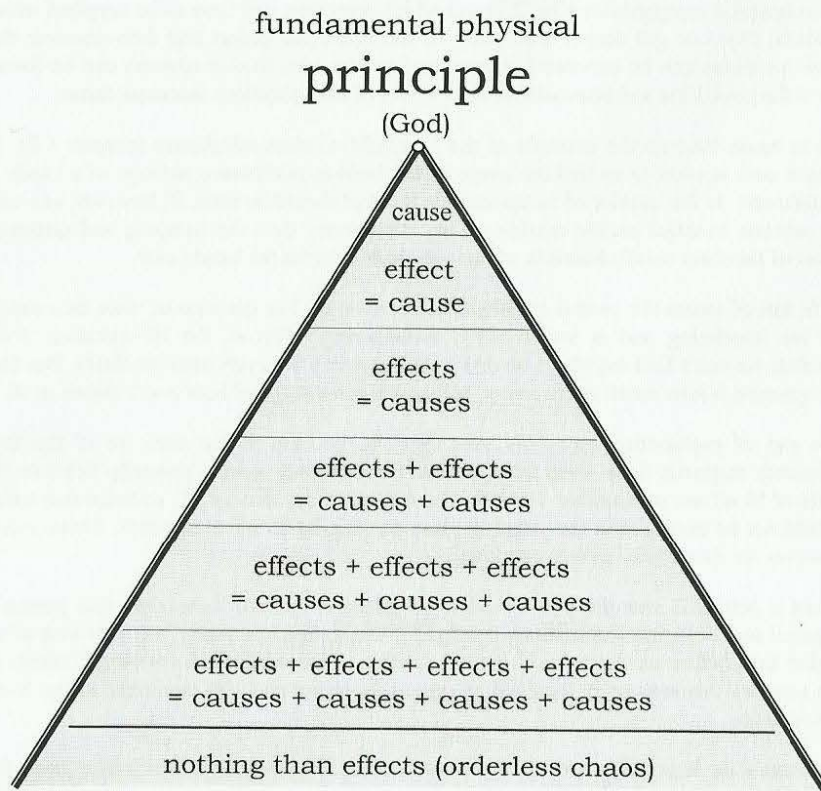 fundamental physical
principle
(God)
cause
effect
= cause
effects
= causes
effects + effects
= causes + causes
effects + effects + effects
= causes + causes + causes
effects + effects + effects + effects
= causes + causes + causes + causes
nothing than effects (orderless chaos)